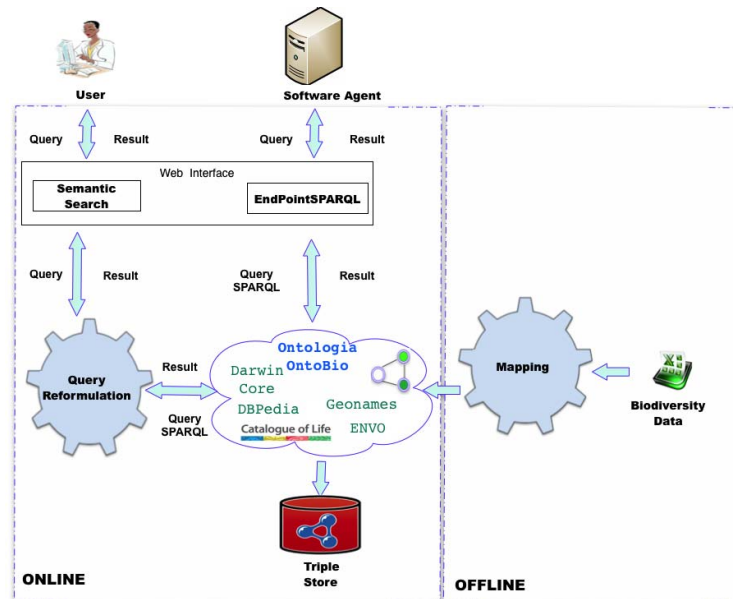 User
Software Agent
Query
Result
Query
Result
Web Interface
Semantic
Search
EndPointSPARQL
Query
Result
Query
SPARQL
Result
Query
Reformulation
Result
Query
SPARQL
Ontologia
OntoBio
Darwin
Core
DBPedia
Geonames
Catalogue of Life
ENVO
Mapping
Biodiversity
Data
Triple
Store
ONLINE
OFFLINE